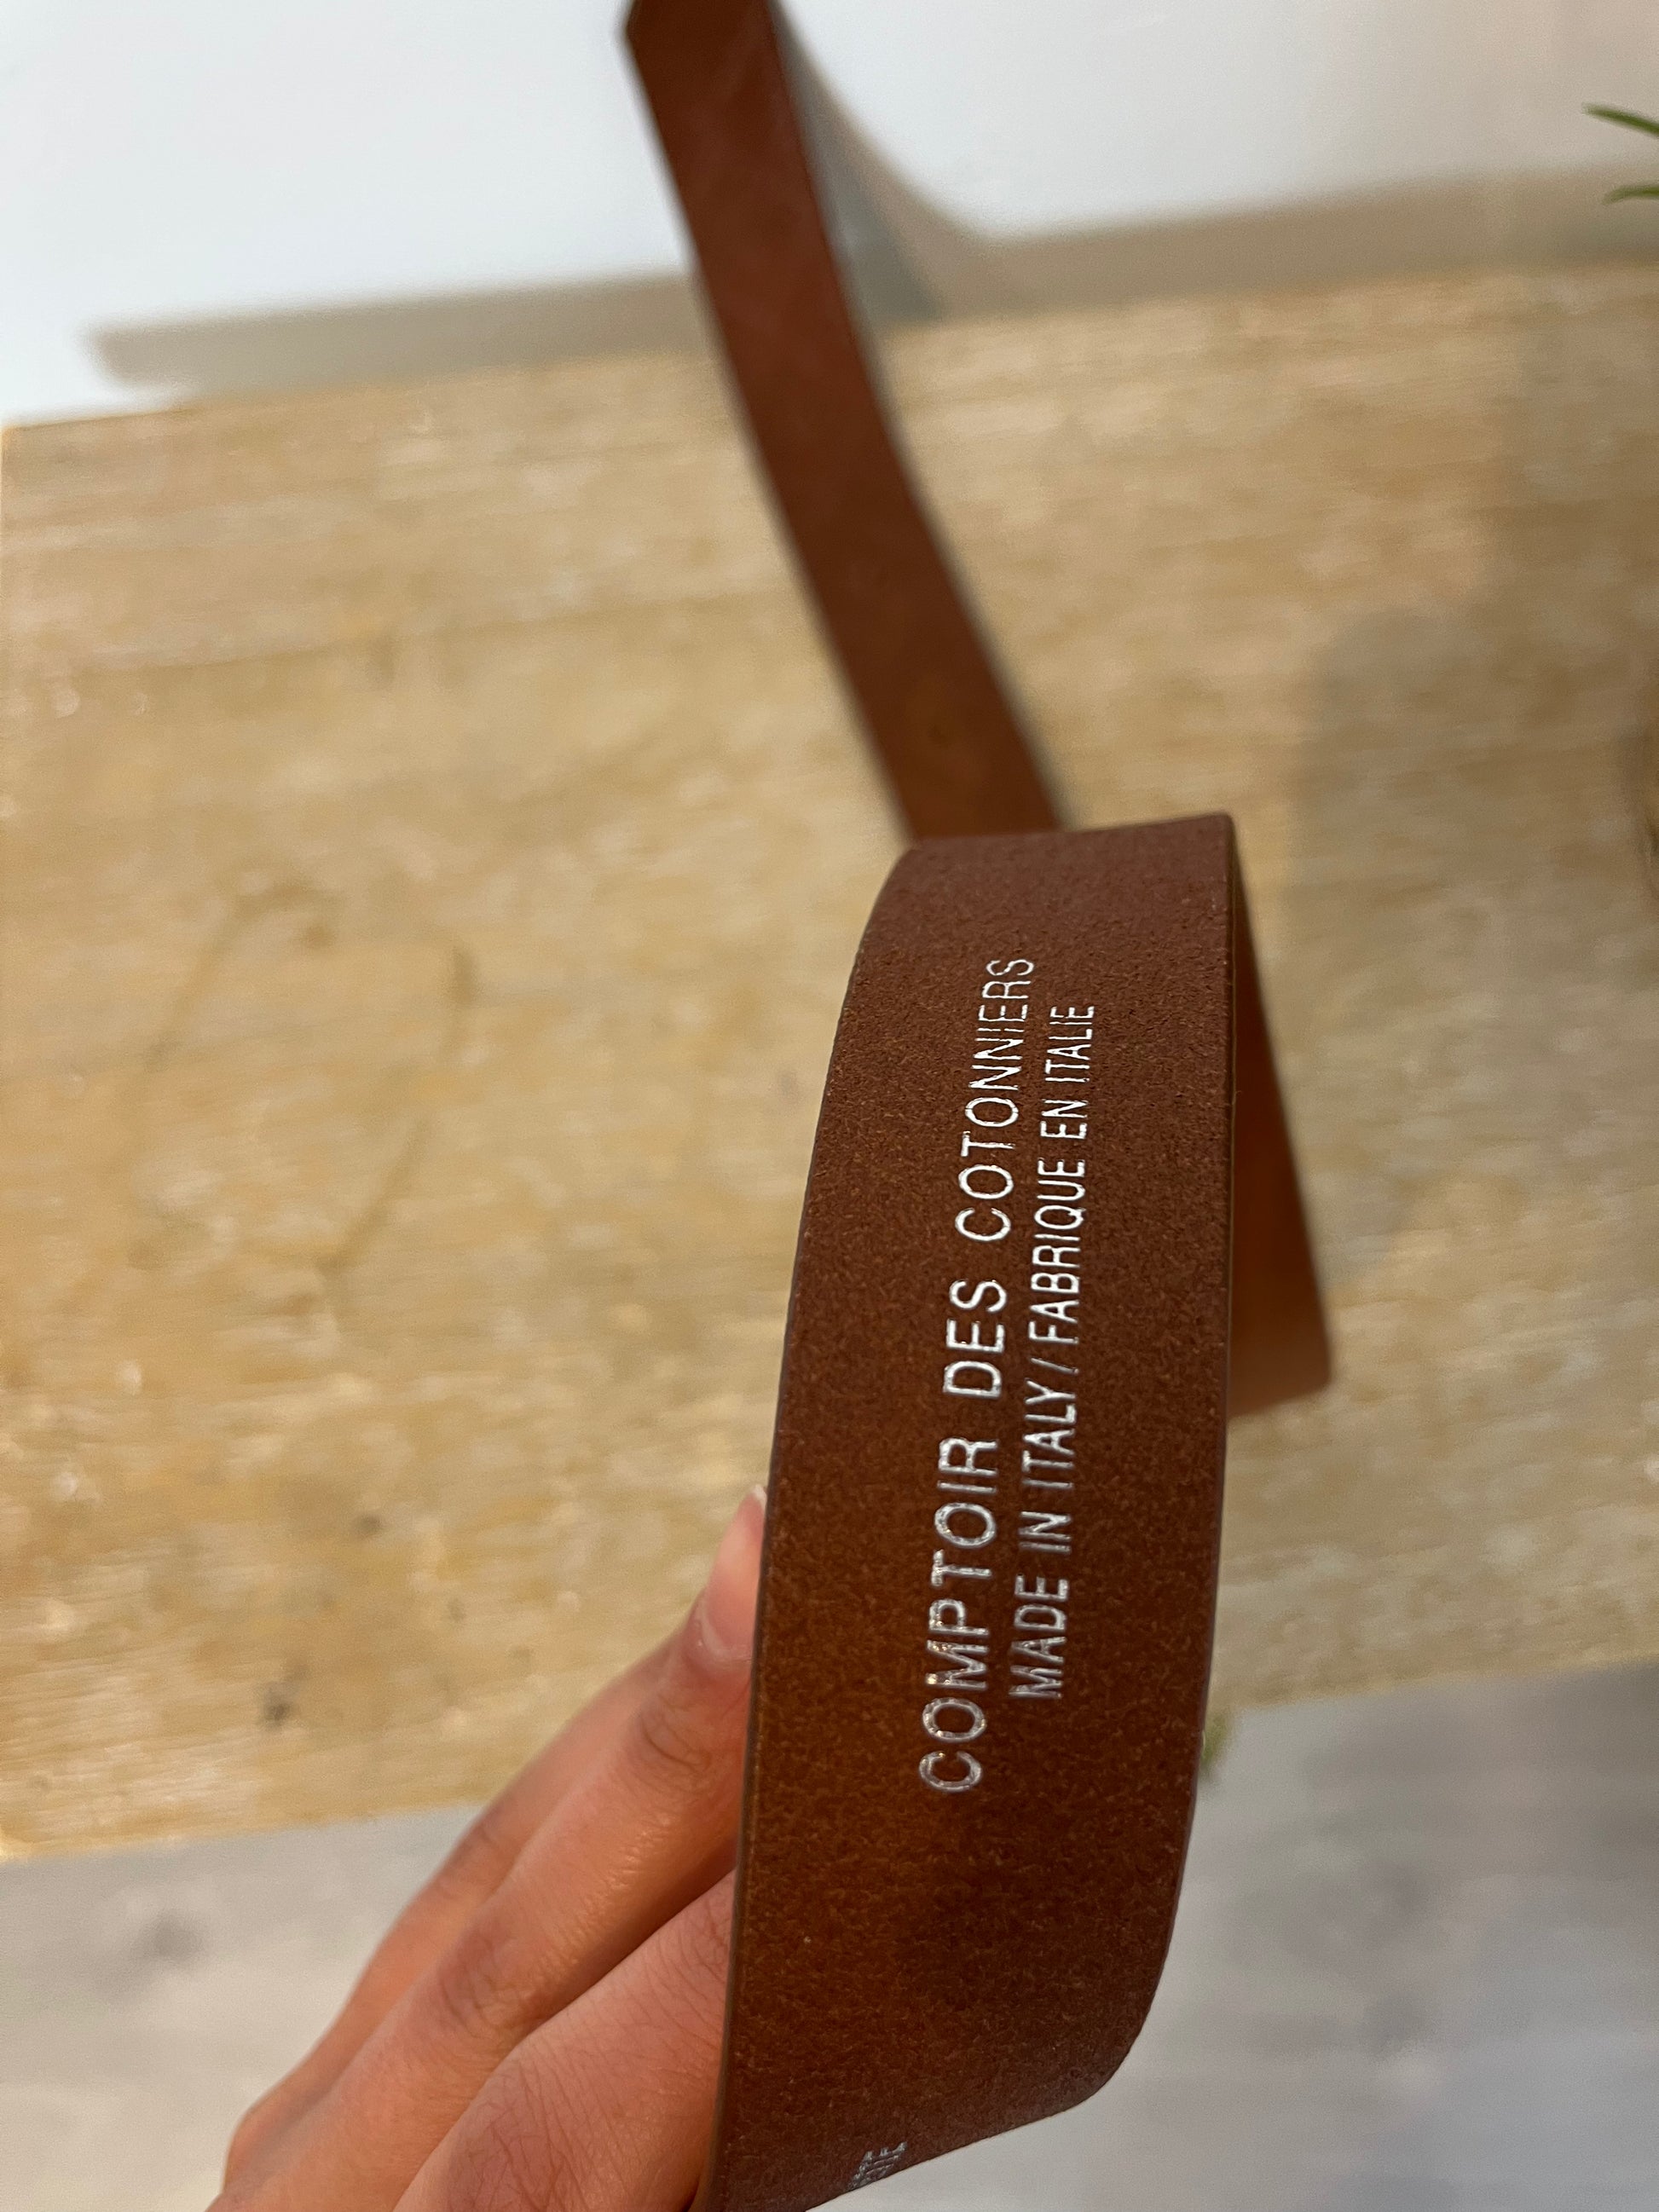 COMPTOIR DES COTONNIERS
MADE IN ITALY / FABRIQUE EN ITALIE